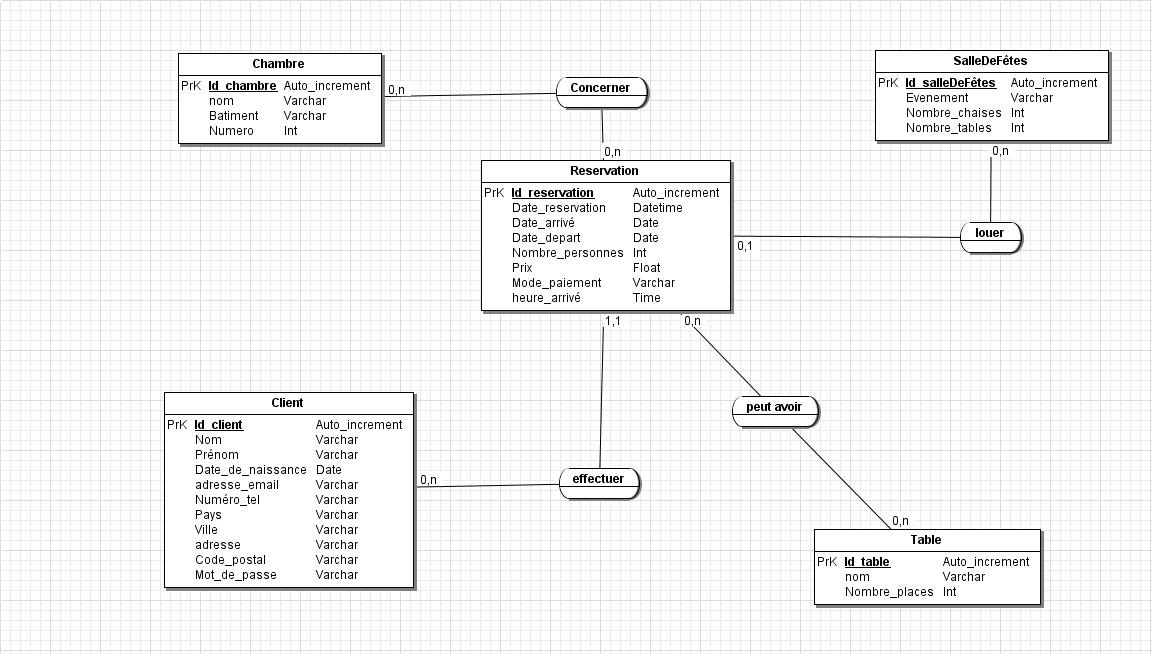 Chambre
PrK Id_chambre Auto_increment
nom Varchar
Batiment Varchar
Numero Int
0,n
Concerner
0,n
SalleDeFêtes
PrK Id_salleDeFêtes Auto_increment
Evenement Varchar
Nombre_chaises Int
Nombre_tables Int
0,n
louer
0,1
Reservation
PrK Id_reservation Auto_increment
Date_reservation Datetime
Date_arrivé Date
Date_depart Date
Nombre_personnes Int
Prix Float
Mode_paiement Varchar
heure_arrivé Time
1,1
0,n
peut avoir
0,n
Client
PrK Id_client Auto_increment
Nom Varchar
Prénom Varchar
Date_de_naissance Date
adresse_email Varchar
Numéro_tel Varchar
Pays Varchar
Ville Varchar
adresse Varchar
Code_postal Varchar
Mot_de_passe Varchar
0,n
effectuer
Table
PrK Id_table Auto_increment
nom Varchar
Nombre_places Int